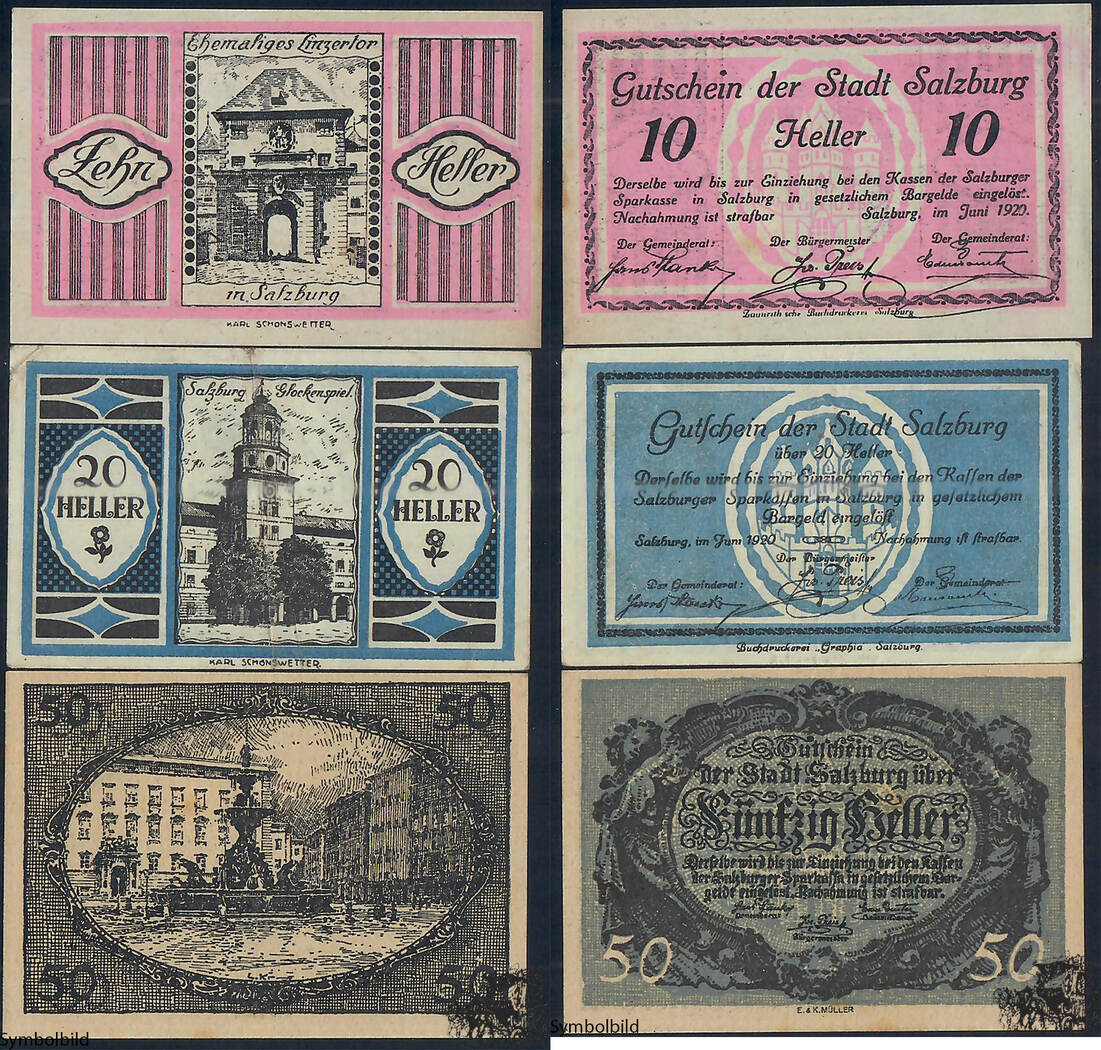 Ehemaliges Linzertor
Zehn
Heller
in Salzburg
KARL SCHÖNSWETTER
Gutschein der Stadt Salzburg
10 Heller 10
Derselbe wird bis zur Einziehung bei den Kassen der Salzburger
Sparkasse in Salzburg in gesetzlichem Bargelde eingelöst.
Nachahmung ist strafbar Salzburg, im Juni 1920.
Der Gemeinderat: Der Bürgermeister Der Gemeinderat:
Zaunrith'sche Buchdruckerei Salzburg
Salzburg Glockenspiel.
20
HELLER
20
HELLER
KARL SCHÖNSWETTER.
Gutschein der Stadt Salzburg
über 20 Heller
Derselbe wird bis zur Einziehung bei den Kassen der
Salzburger Sparkassen in Salzburg in gesetzlichem
Bargeld eingelöst
Salzburg, im Juni 1920 Nachahmung ist strafbar.
Der Bürgermeister
Der Gemeinderat: Der Gemeinderat
Buchdruckerei „Graphia„ Salzburg.
50 50
50 50
Gutschein
der Stadt Salzburg über
Fünfzig Heller
Derselbe wird bis zur Einziehung bei den Kassen
der Salzburger Sparkassa in gesetzlichem Bar-
gelde eingelöst. Nachahmung ist strafbar.
Bürgermeister
50 50
E. & K. MÜLLER
Symbolbild
Symbolbild